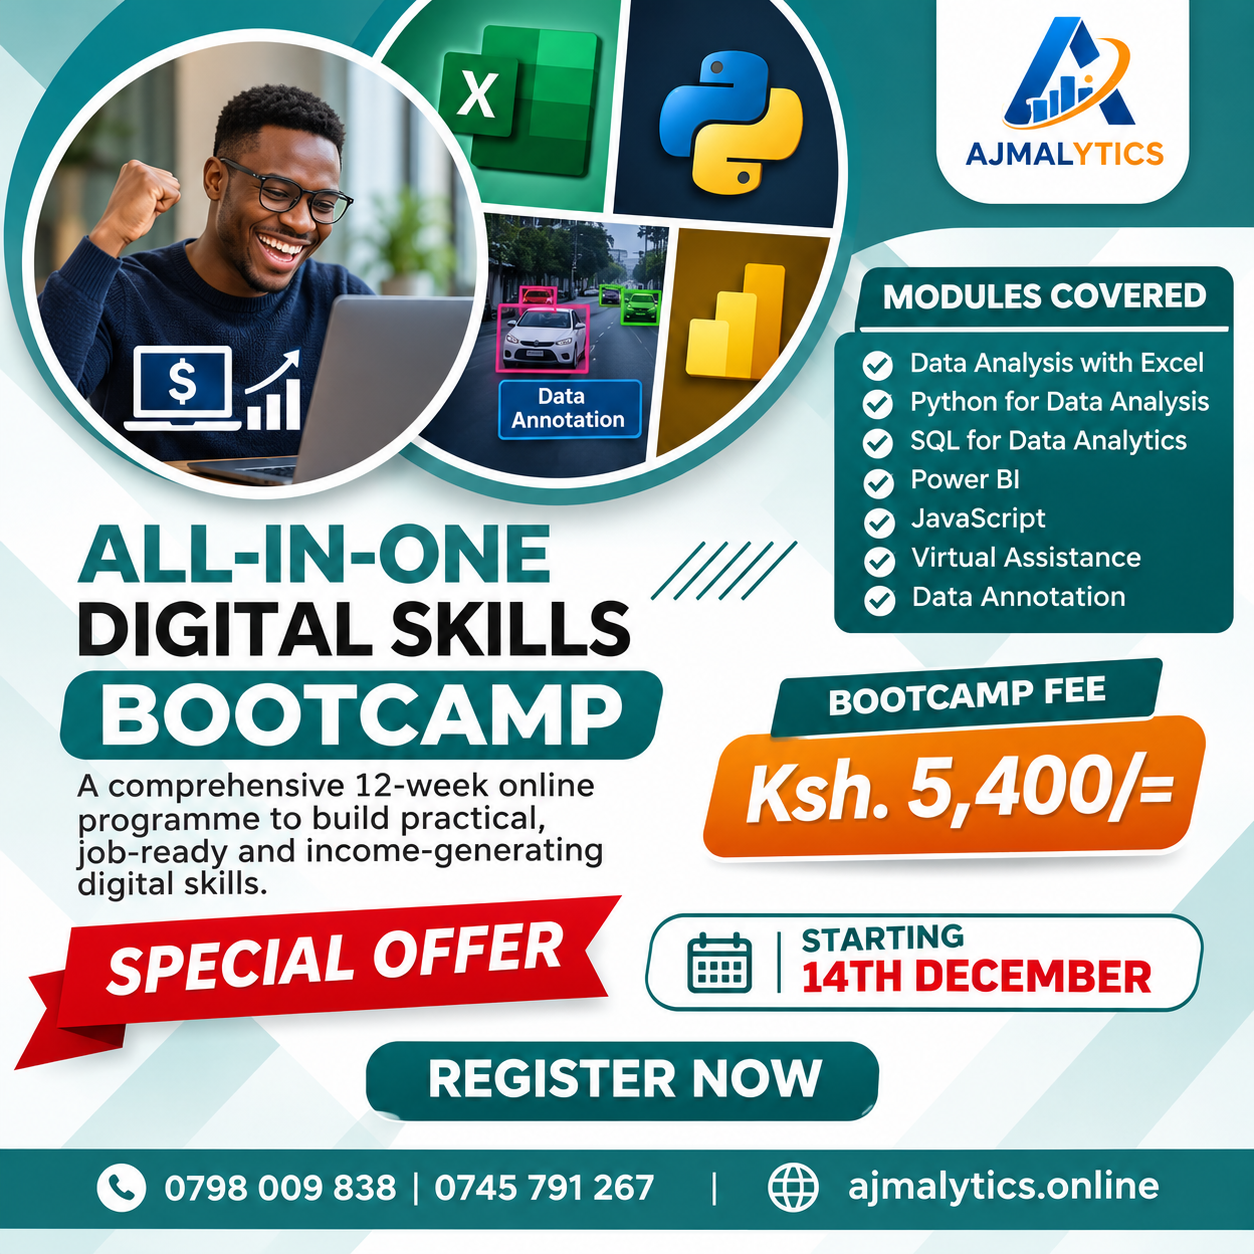 X
$
Data
Annotation
AJMALYTICS
MODULES COVERED
Data Analysis with Excel
Python for Data Analysis
SQL for Data Analytics
Power BI
JavaScript
Virtual Assistance
Data Annotation
ALL-IN-ONE
DIGITAL SKILLS
BOOTCAMP
A comprehensive 12-week online
programme to build practical,
job-ready and income-generating
digital skills.
SPECIAL OFFER
BOOTCAMP FEE
Ksh. 5,400/=
STARTING
14TH DECEMBER
REGISTER NOW
0798 009 838 | 0745 791 267 | ajmalytics.online